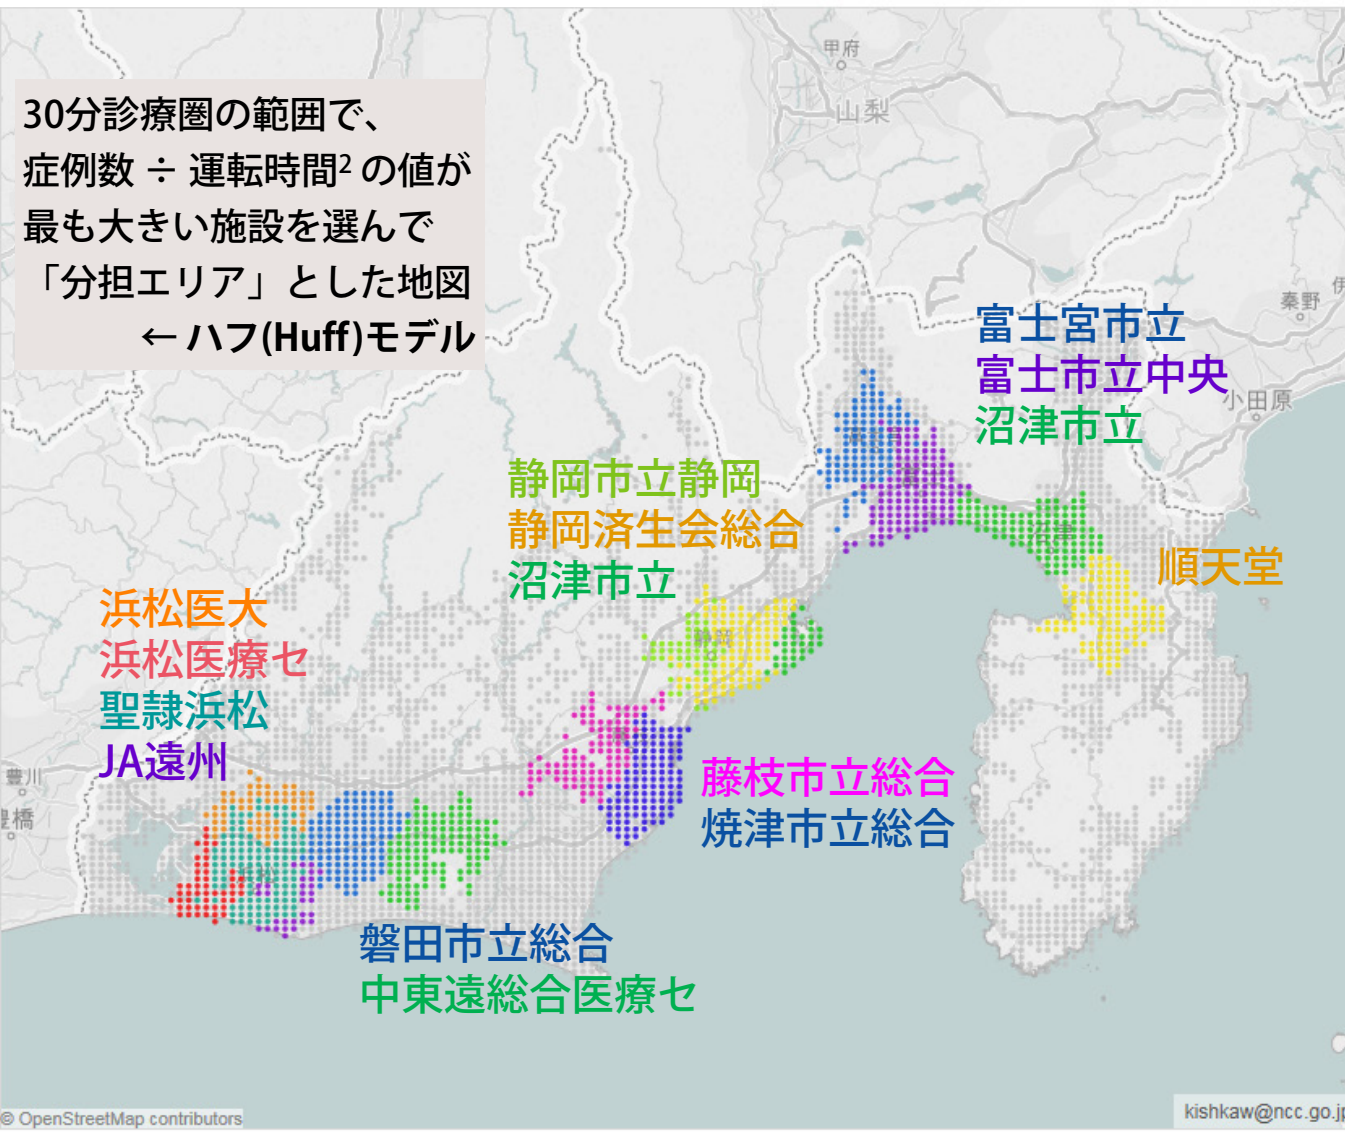 30分診療圏の範囲で、
症例数 ÷ 運転時間² の値が
最も大きい施設を選んで
「分担エリア」とした地図
← ハフ(Huff)モデル
甲府
山梨
秦野
小田原
富士宮市立
富士市立中央
沼津市立
静岡市立静岡
静岡済生会総合
沼津市立
沼津
順天堂
静岡
浜松医大
浜松医療セ
聖隷浜松
JA遠州
豊川
豊橋
藤枝市立総合
焼津市立総合
浜松
磐田市立総合
中東遠総合医療セ
© OpenStreetMap contributors
kishkaw@ncc.go.jp